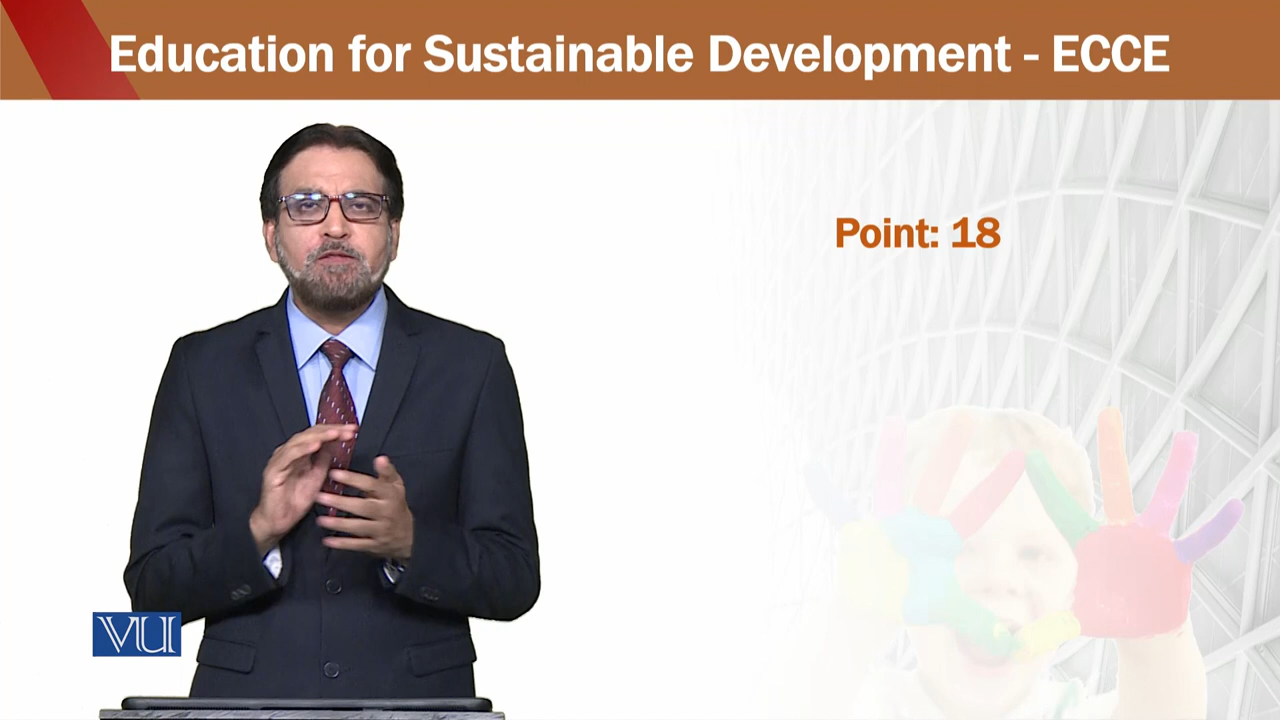 Education for Sustainable Development - ECCE
Point: 18
VU